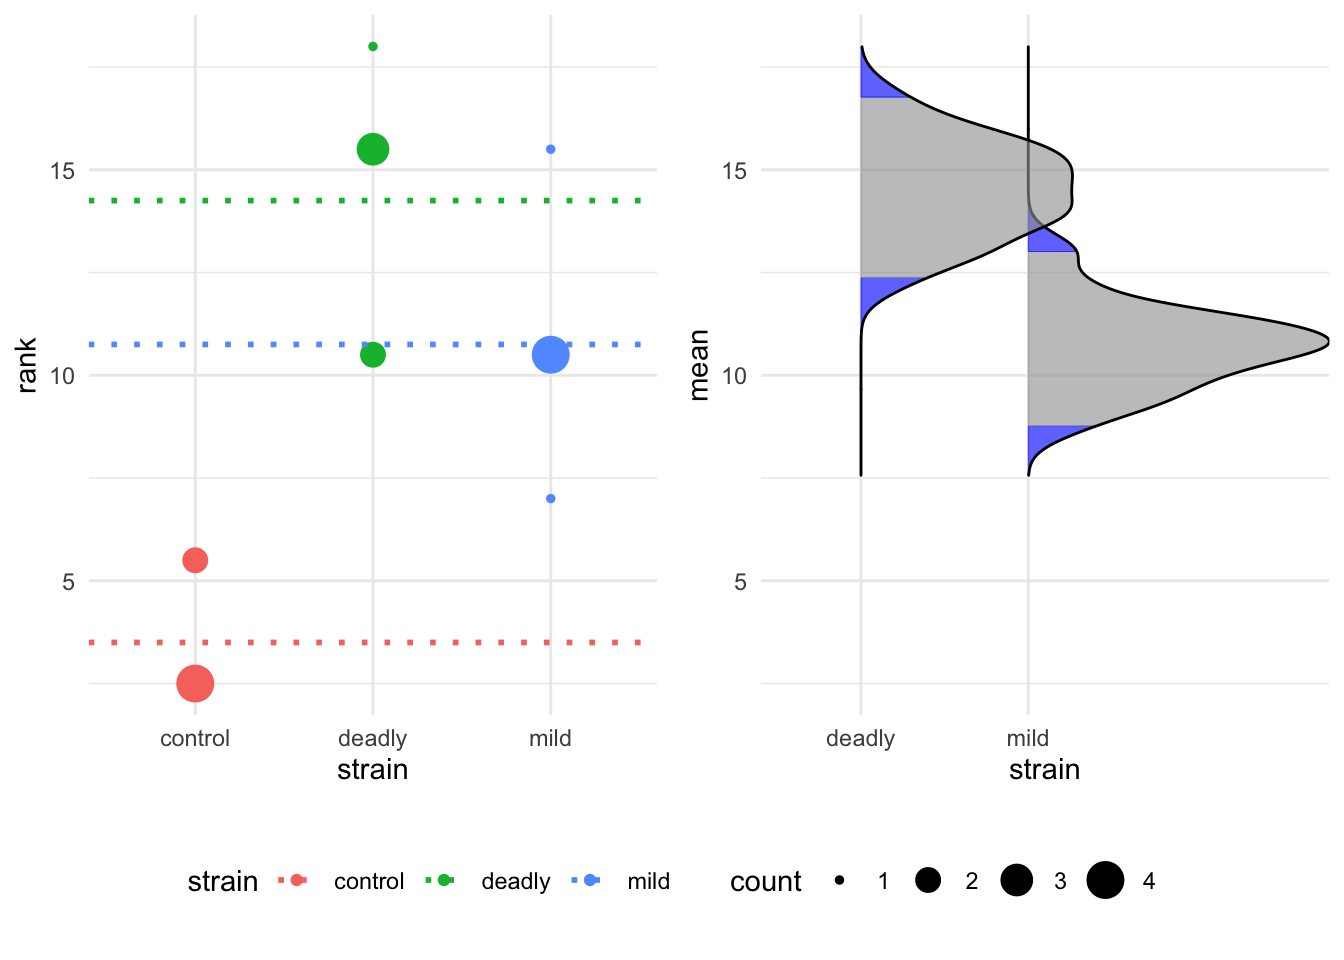 rank
15
10
5
control deadly mild
strain
mean
15
10
5
deadly mild
strain
strain control deadly mild count 1 2 3 4